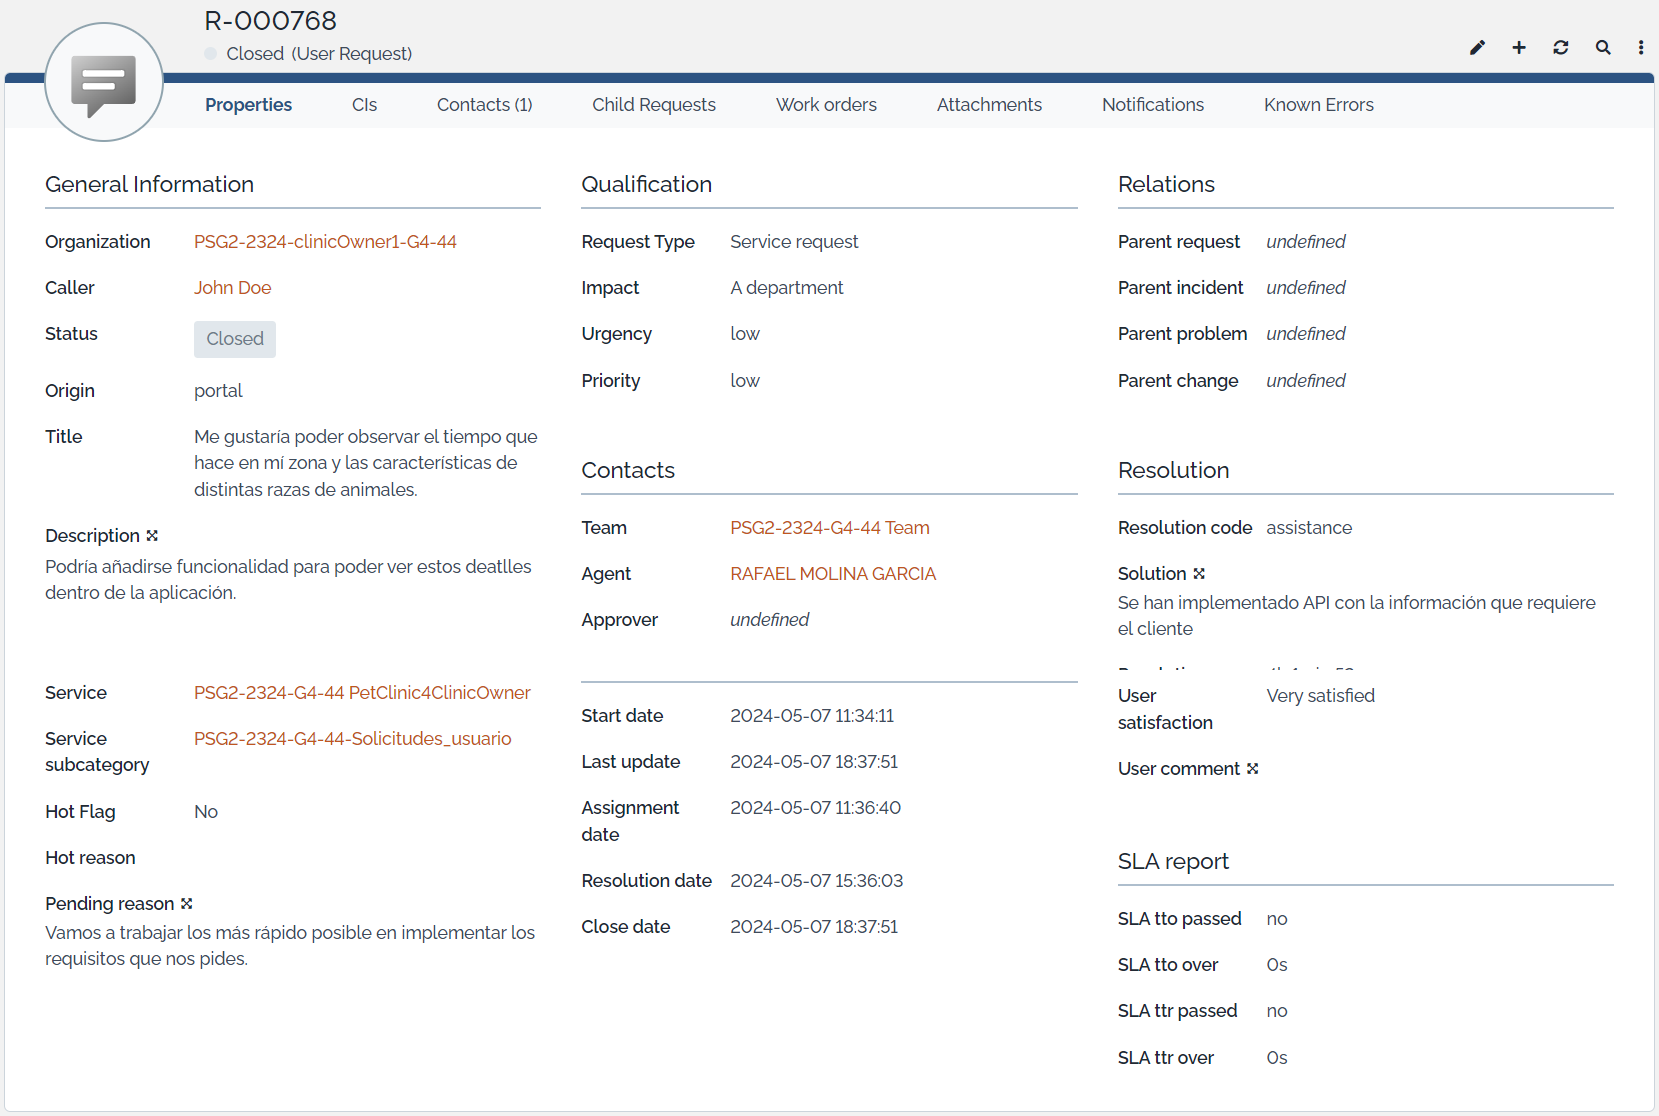 R-000768
Closed (User Request)
Properties
CIs
Contacts (1)
Child Requests
Work orders
Attachments
Notifications
Known Errors
General Information
Organization PSG2-2324-clinicOwner1-G4-44
Caller John Doe
Status Closed
Origin portal
Title Me gustaría poder observar el tiempo que
hace en mí zona y las características de
distintas razas de animales.
Description
Podría añadirse funcionalidad para poder ver estos deatlles
dentro de la aplicación.
Service PSG2-2324-G4-44 PetClinic4ClinicOwner
Service PSG2-2324-G4-44-Solicitudes_usuario
subcategory
Hot Flag No
Hot reason
Pending reason
Vamos a trabajar los más rápido posible en implementar los
requisitos que nos pides.
Qualification
Request Type Service request
Impact A department
Urgency low
Priority low
Contacts
Team PSG2-2324-G4-44 Team
Agent RAFAEL MOLINA GARCIA
Approver undefined
Start date 2024-05-07 11:34:11
Last update 2024-05-07 18:37:51
Assignment 2024-05-07 11:36:40
date
Resolution date 2024-05-07 15:36:03
Close date 2024-05-07 18:37:51
Relations
Parent request undefined
Parent incident undefined
Parent problem undefined
Parent change undefined
Resolution
Resolution code assistance
Solution
Se han implementado API con la información que requiere
el cliente
User Very satisfied
satisfaction
User comment
SLA report
SLA tto passed no
SLA tto over 0s
SLA ttr passed no
SLA ttr over 0s